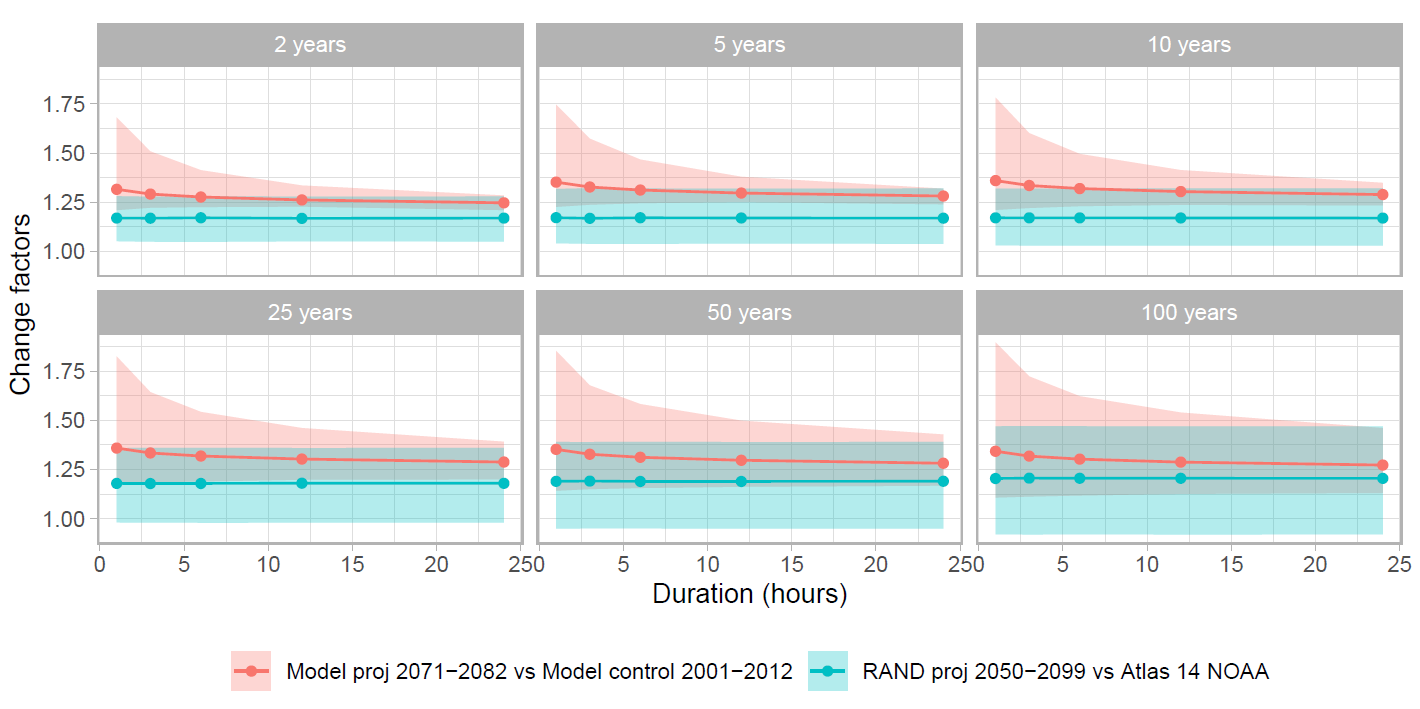 2 years 5 years 10 years
1.75
1.50
1.25
1.00
25 years 50 years 100 years
1.75
1.50
1.25
1.00
0 5 10 15 20 25 0 5 10 15 20 25 0 5 10 15 20 25
Change factors
Duration (hours)
Model proj 2071−2082 vs Model control 2001−2012 RAND proj 2050−2099 vs Atlas 14 NOAA